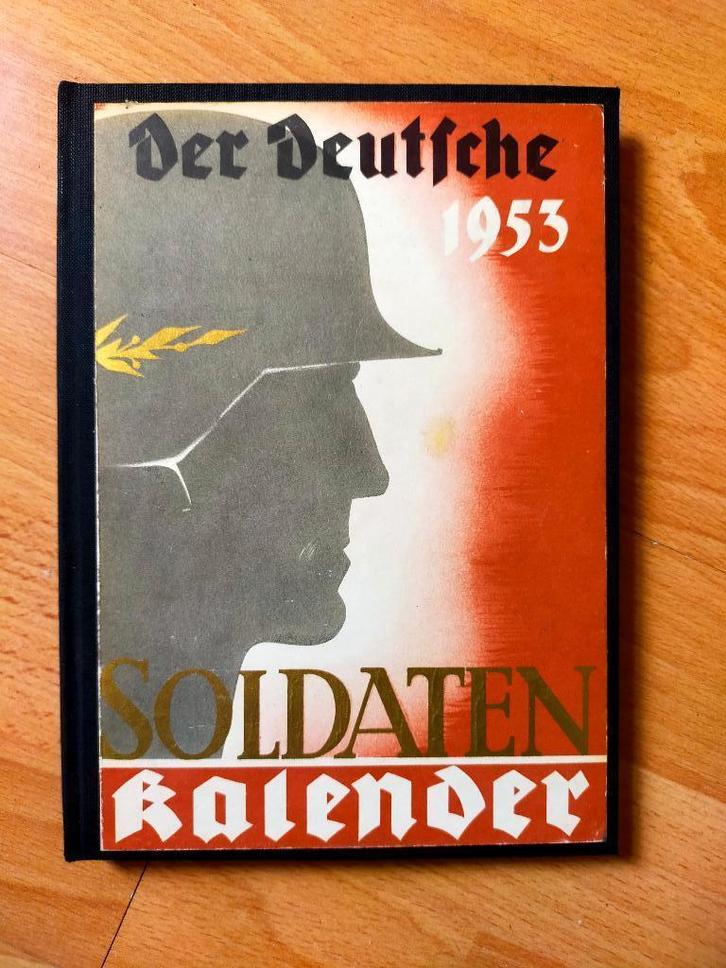 Der Deutſche
1953
SOLDATEN
Kalender